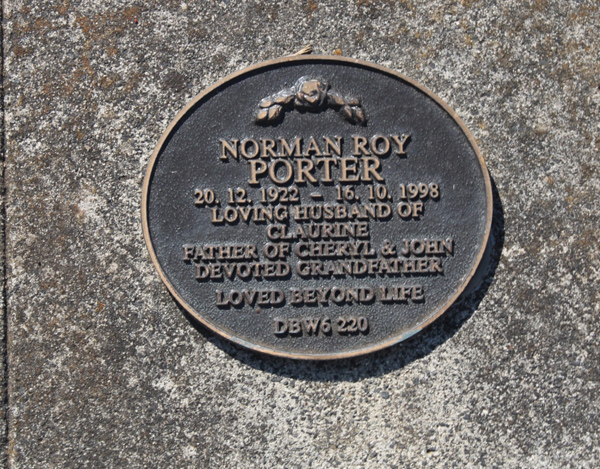 NORMAN ROY
PORTER
20. 12. 1922 – 16. 10. 1998
LOVING HUSBAND OF
CLAURINE
FATHER OF CHERYL & JOHN
DEVOTED GRANDFATHER
LOVED BEYOND LIFE
DBW6 220